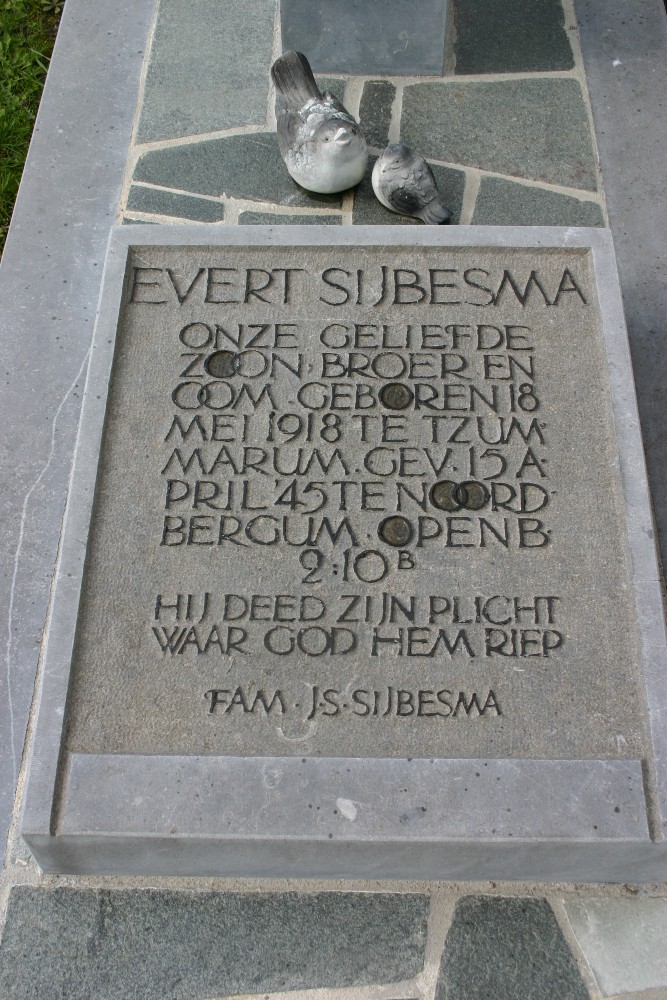 EVERT SIJBESMA
ONZE GELIEFDE
ZOON · BROER EN
OOM · GEBOREN 18
MEI 1918 TE TZUM·
MARUM · GEV · 15 A·
PRIL '45 TE NOORD·
BERGUM · OPENB·
2:10B
HIJ DEED ZIJN PLICHT
WAAR GOD HEM RIEP
FAM · J·S·SIJBESMA